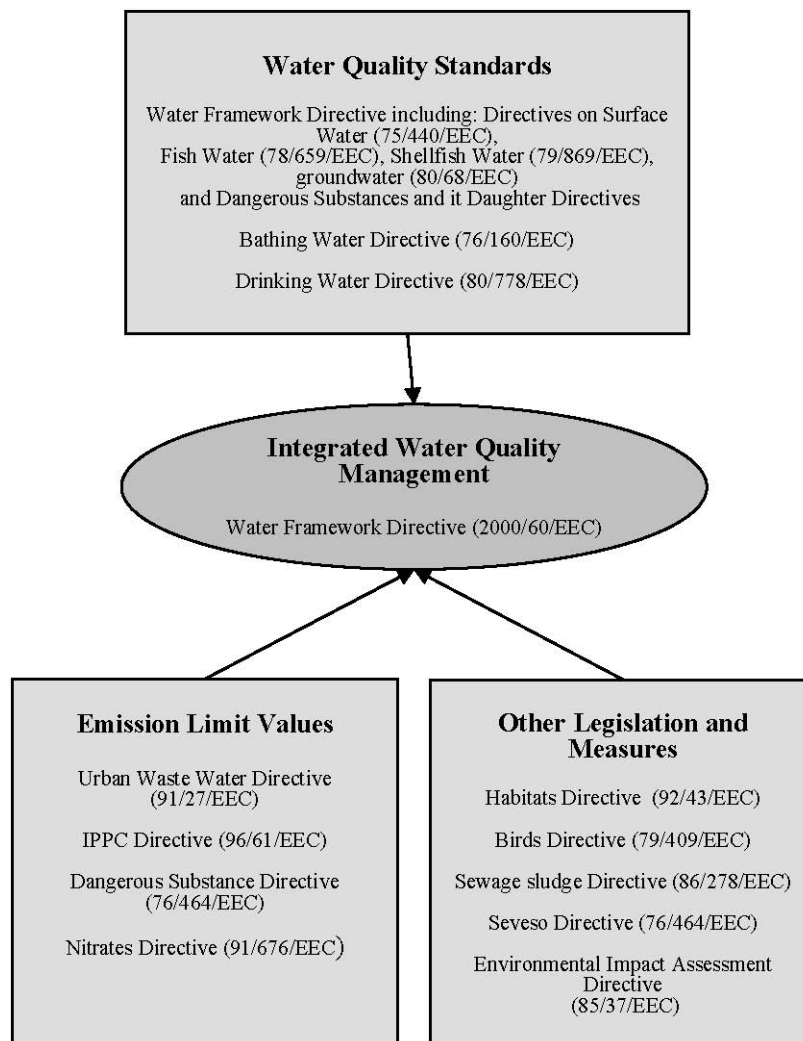 Water Quality Standards
Water Framework Directive including: Directives on Surface
Water (75/440/EEC),
Fish Water (78/659/EEC), Shellfish Water (79/869/EEC),
groundwater (80/68/EEC)
and Dangerous Substances and it Daughter Directives
Bathing Water Directive (76/160/EEC)
Drinking Water Directive (80/778/EEC)
Integrated Water Quality
Management
Water Framework Directive (2000/60/EEC)
Emission Limit Values
Urban Waste Water Directive
(91/27/EEC)
IPPC Directive (96/61/EEC)
Dangerous Substance Directive
(76/464/EEC)
Nitrates Directive (91/676/EEC)
Other Legislation and
Measures
Habitats Directive (92/43/EEC)
Birds Directive (79/409/EEC)
Sewage sludge Directive (86/278/EEC)
Seveso Directive (76/464/EEC)
Environmental Impact Assessment
Directive
(85/37/EEC)